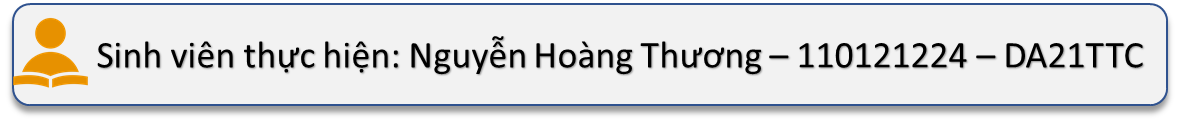 Sinh viên thực hiện: Nguyễn Hoàng Thương – 110121224 – DA21TTC